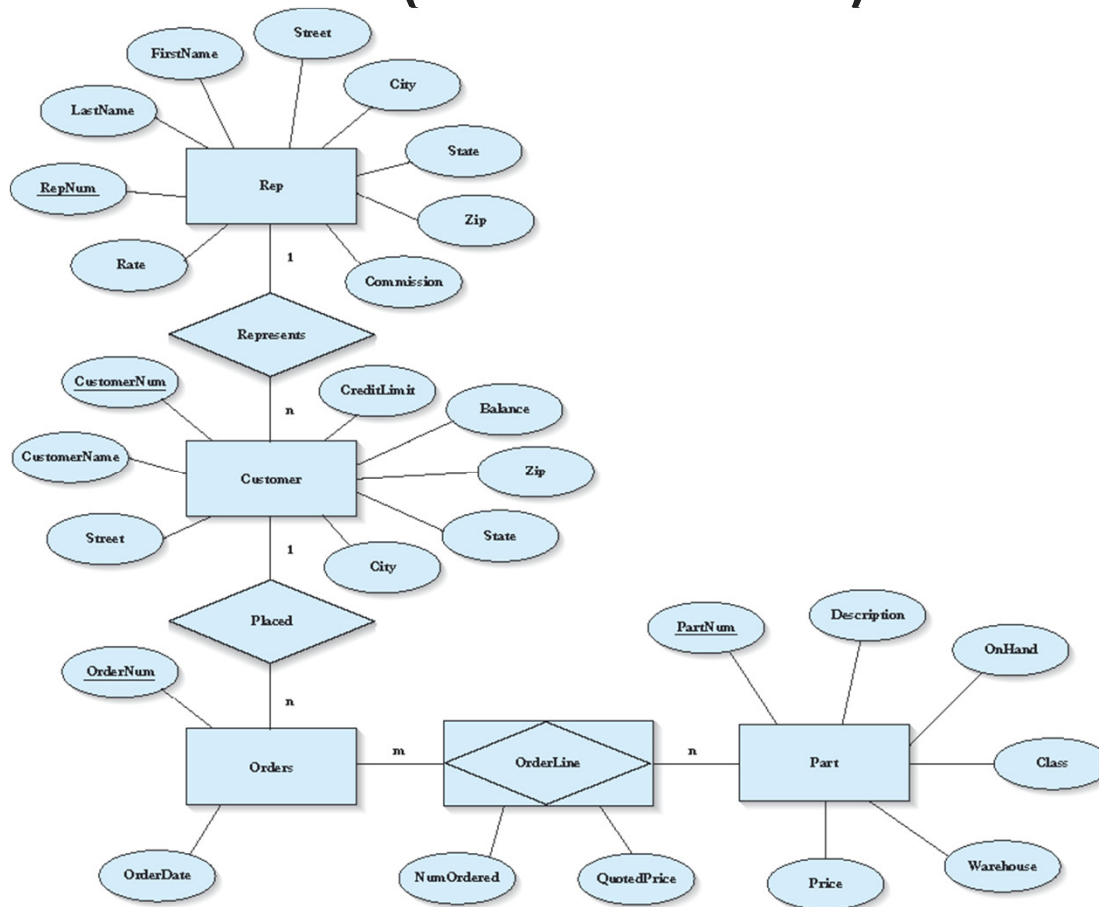 Street
FirstName
City
LastName
State
Rep
RepNum
Zip
Rate
1
Commission
Represents
CustomerNum
CreditLimit
n
Balance
CustomerName
Zip
Customer
Street
State
1
City
Placed
PartNum
Description
OnHand
OrderNum
n
Orders
m
OrderLine
n
Part
Class
OrderDate
NumOrdered
QuotedPrice
Price
Warehouse